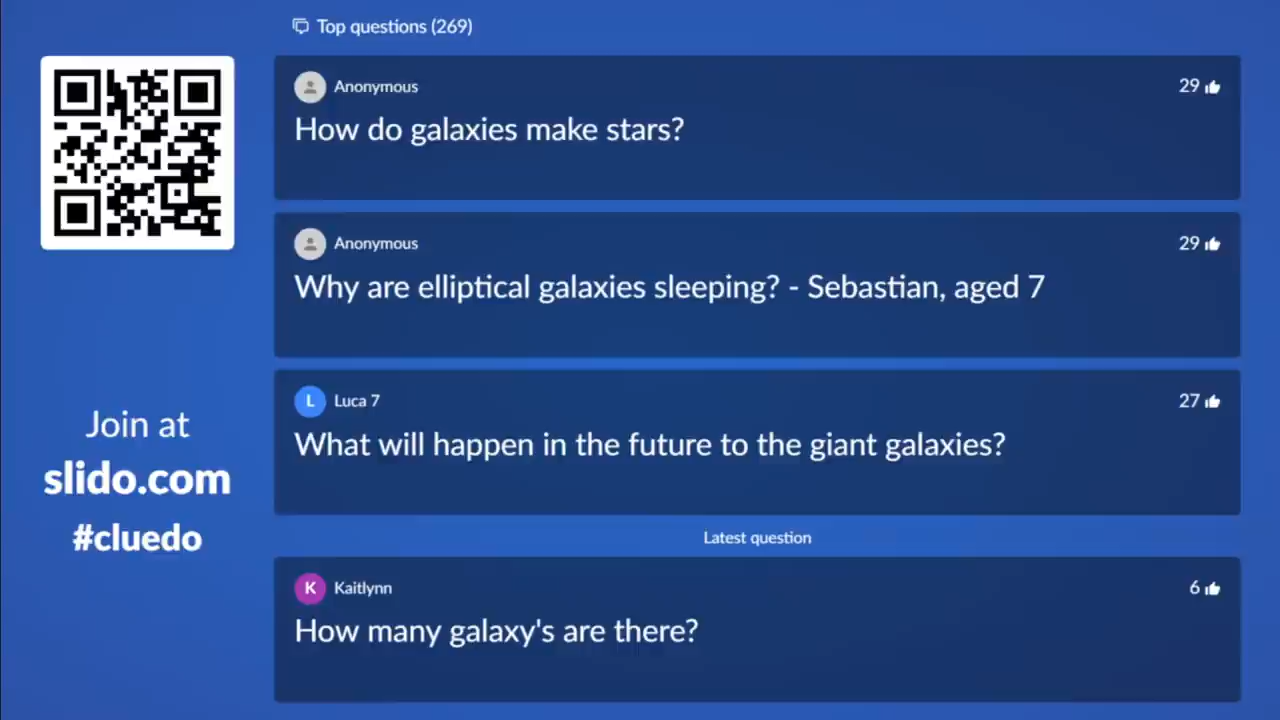 Top questions (269)
Anonymous
29
How do galaxies make stars?
Anonymous
29
Why are elliptical galaxies sleeping? - Sebastian, aged 7
L
Luca 7
27
What will happen in the future to the giant galaxies?
Join at
slido.com
#cluedo
Latest question
K
Kaitlynn
6
How many galaxy's are there?